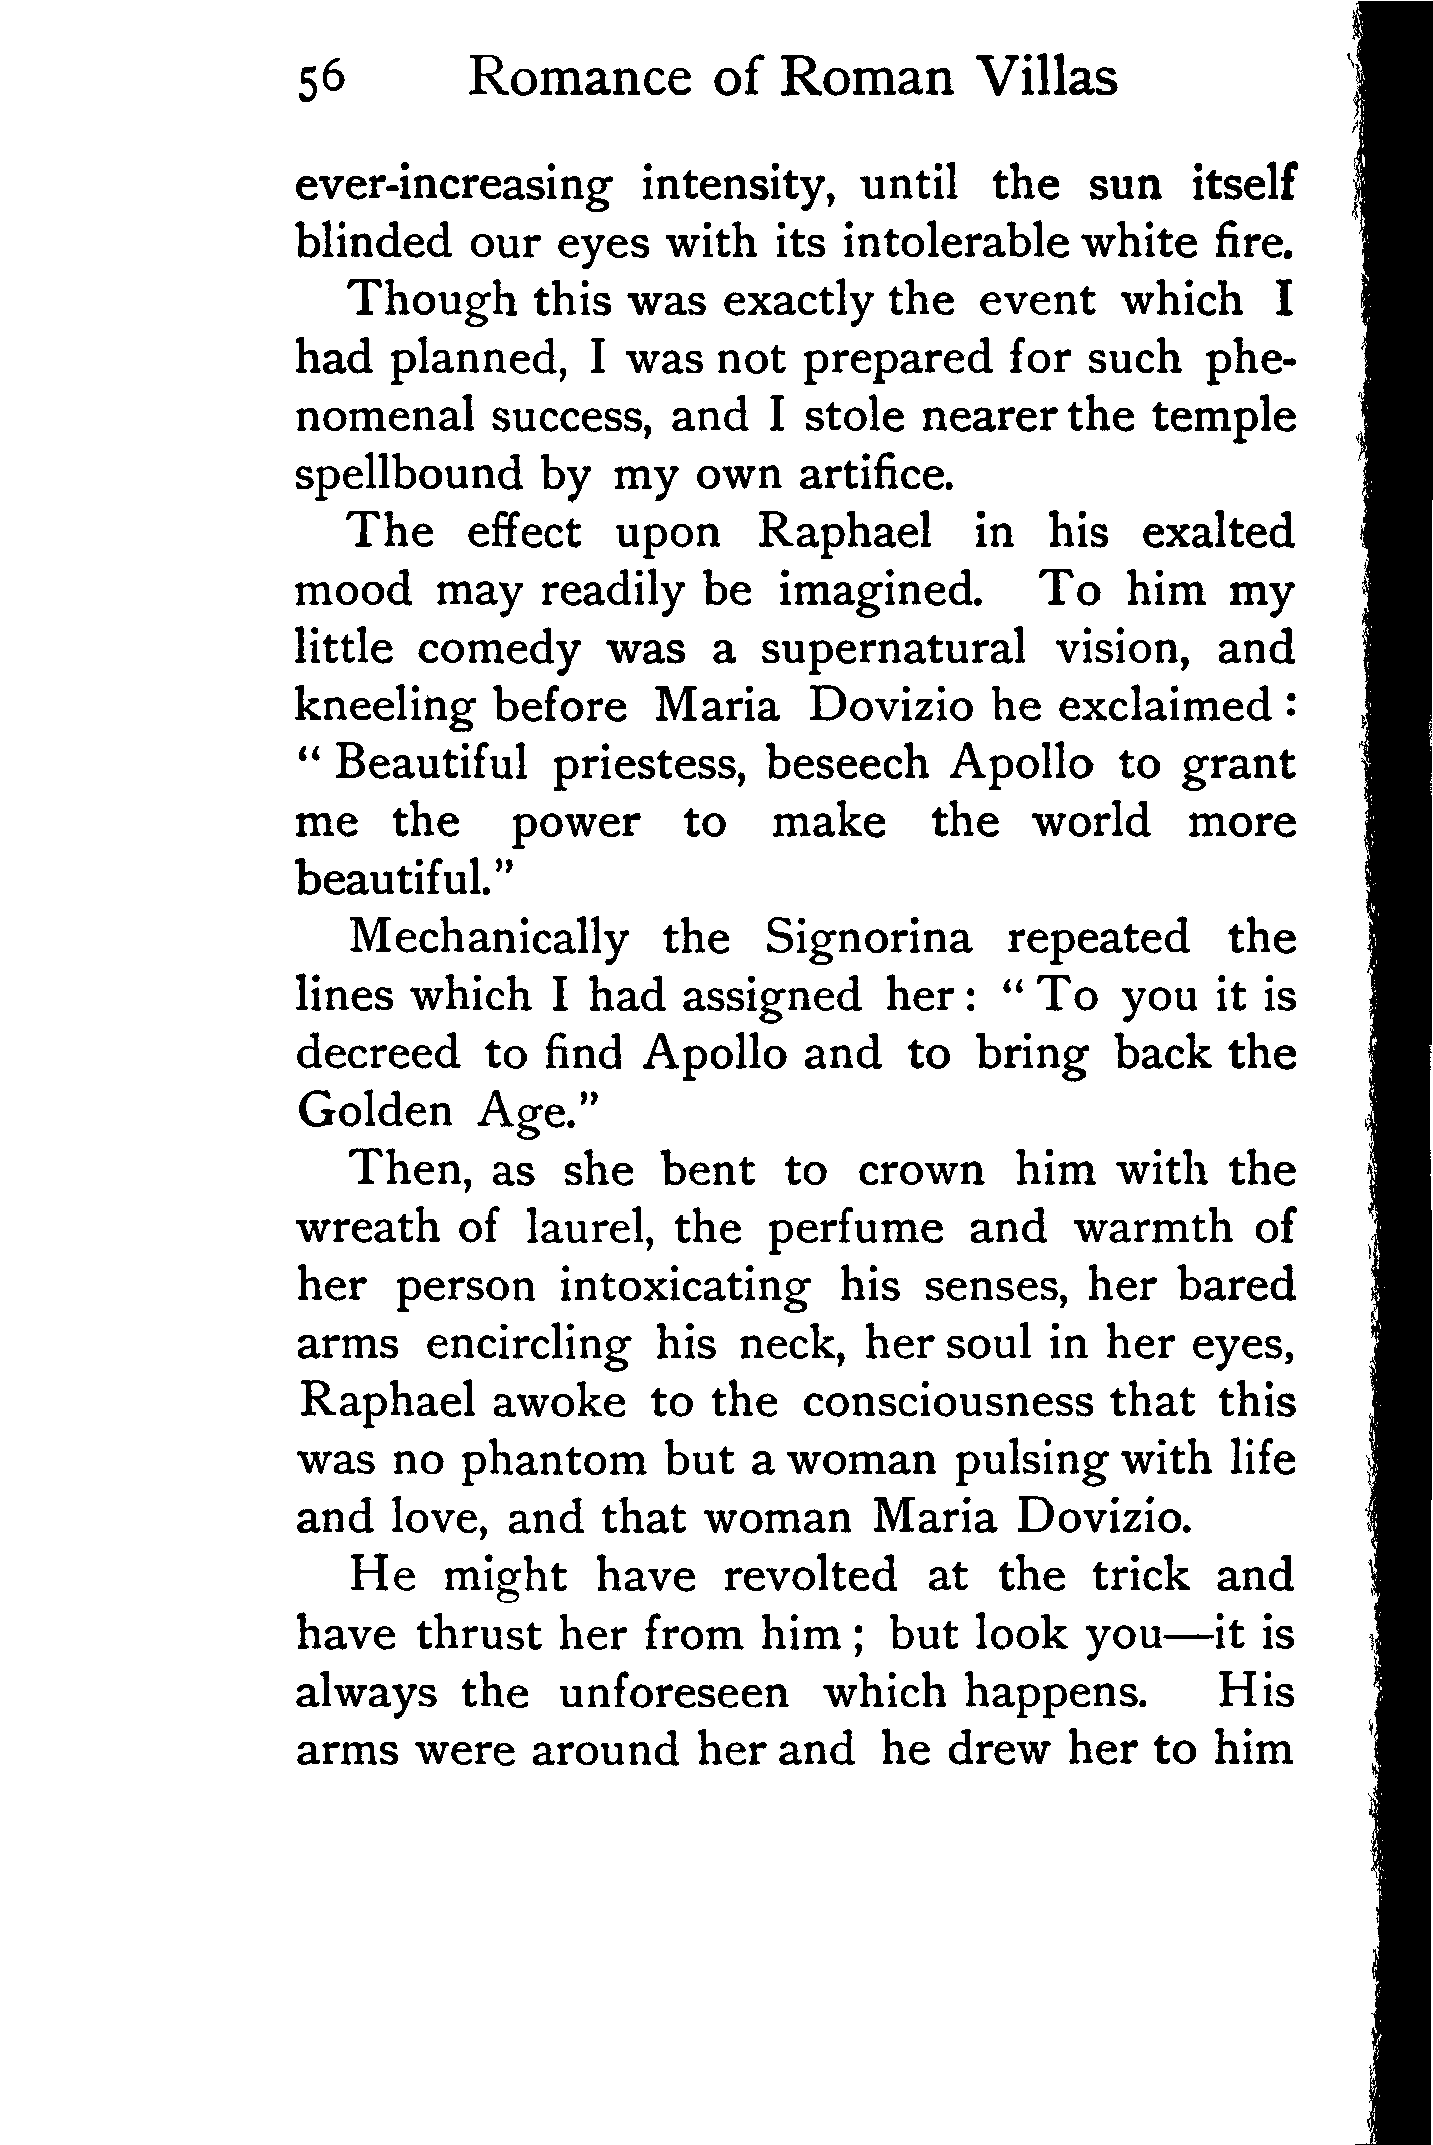 56 Romance of Roman Villas
ever-increasing intensity, until the sun itself
blinded our eyes with its intolerable white fire.
Though this was exactly the event which I
had planned, I was not prepared for such phe-
nomenal success, and I stole nearer the temple
spellbound by my own artifice.
The effect upon Raphael in his exalted
mood may readily be imagined. To him my
little comedy was a supernatural vision, and
kneeling before Maria Dovizio he exclaimed :
“ Beautiful priestess, beseech Apollo to grant
me the power to make the world more
beautiful.”
Mechanically the Signorina repeated the
lines which I had assigned her : “ To you it is
decreed to find Apollo and to bring back the
Golden Age.”
Then, as she bent to crown him with the
wreath of laurel, the perfume and warmth of
her person intoxicating his senses, her bared
arms encircling his neck, her soul in her eyes,
Raphael awoke to the consciousness that this
was no phantom but a woman pulsing with life
and love, and that woman Maria Dovizio.
He might have revolted at the trick and
have thrust her from him ; but look you—it is
always the unforeseen which happens. His
arms were around her and he drew her to him